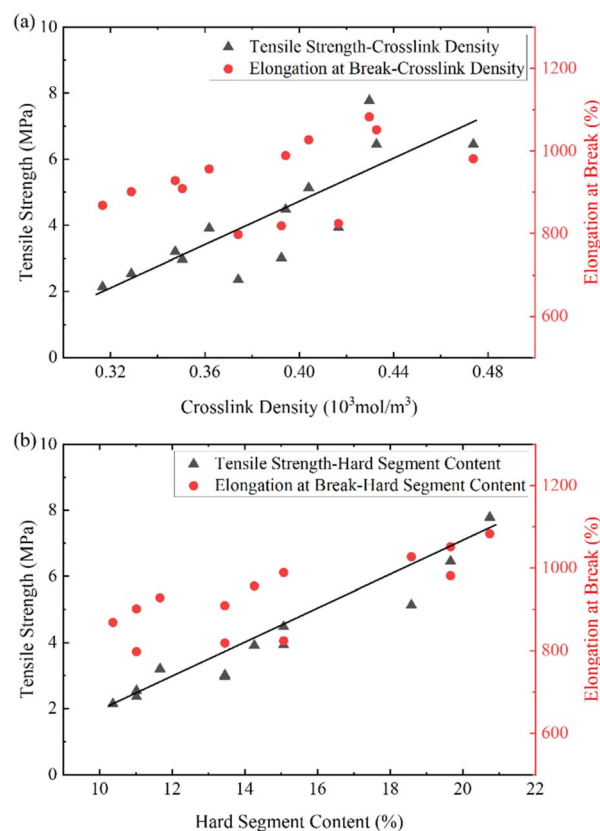 (a)
Tensile Strength-Crosslink Density
Elongation at Break-Crosslink Density
10
8
6
4
2
0
Tensile Strength (MPa)
1200
1000
800
600
Elongation at Break (%)
0.32 0.36 0.40 0.44 0.48
Crosslink Density (10³mol/m³)
(b)
Tensile Strength-Hard Segment Content
Elongation at Break-Hard Segment Content
10
8
6
4
2
0
Tensile Strength (MPa)
1200
1000
800
600
Elongation at Break (%)
10 12 14 16 18 20 22
Hard Segment Content (%)